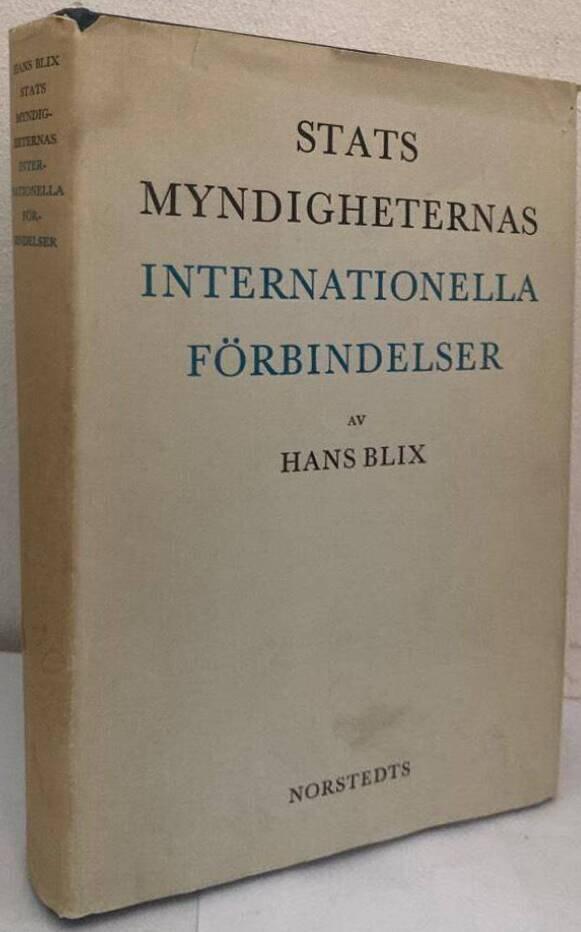 HANS BLIX
STATS
MYNDIG-
HETERNAS
INTER-
NATIONELLA
FÖR-
BINDELSER
STATS
MYNDIGHETERNAS
INTERNATIONELLA
FÖRBINDELSER
AV
HANS BLIX
NORSTEDTS